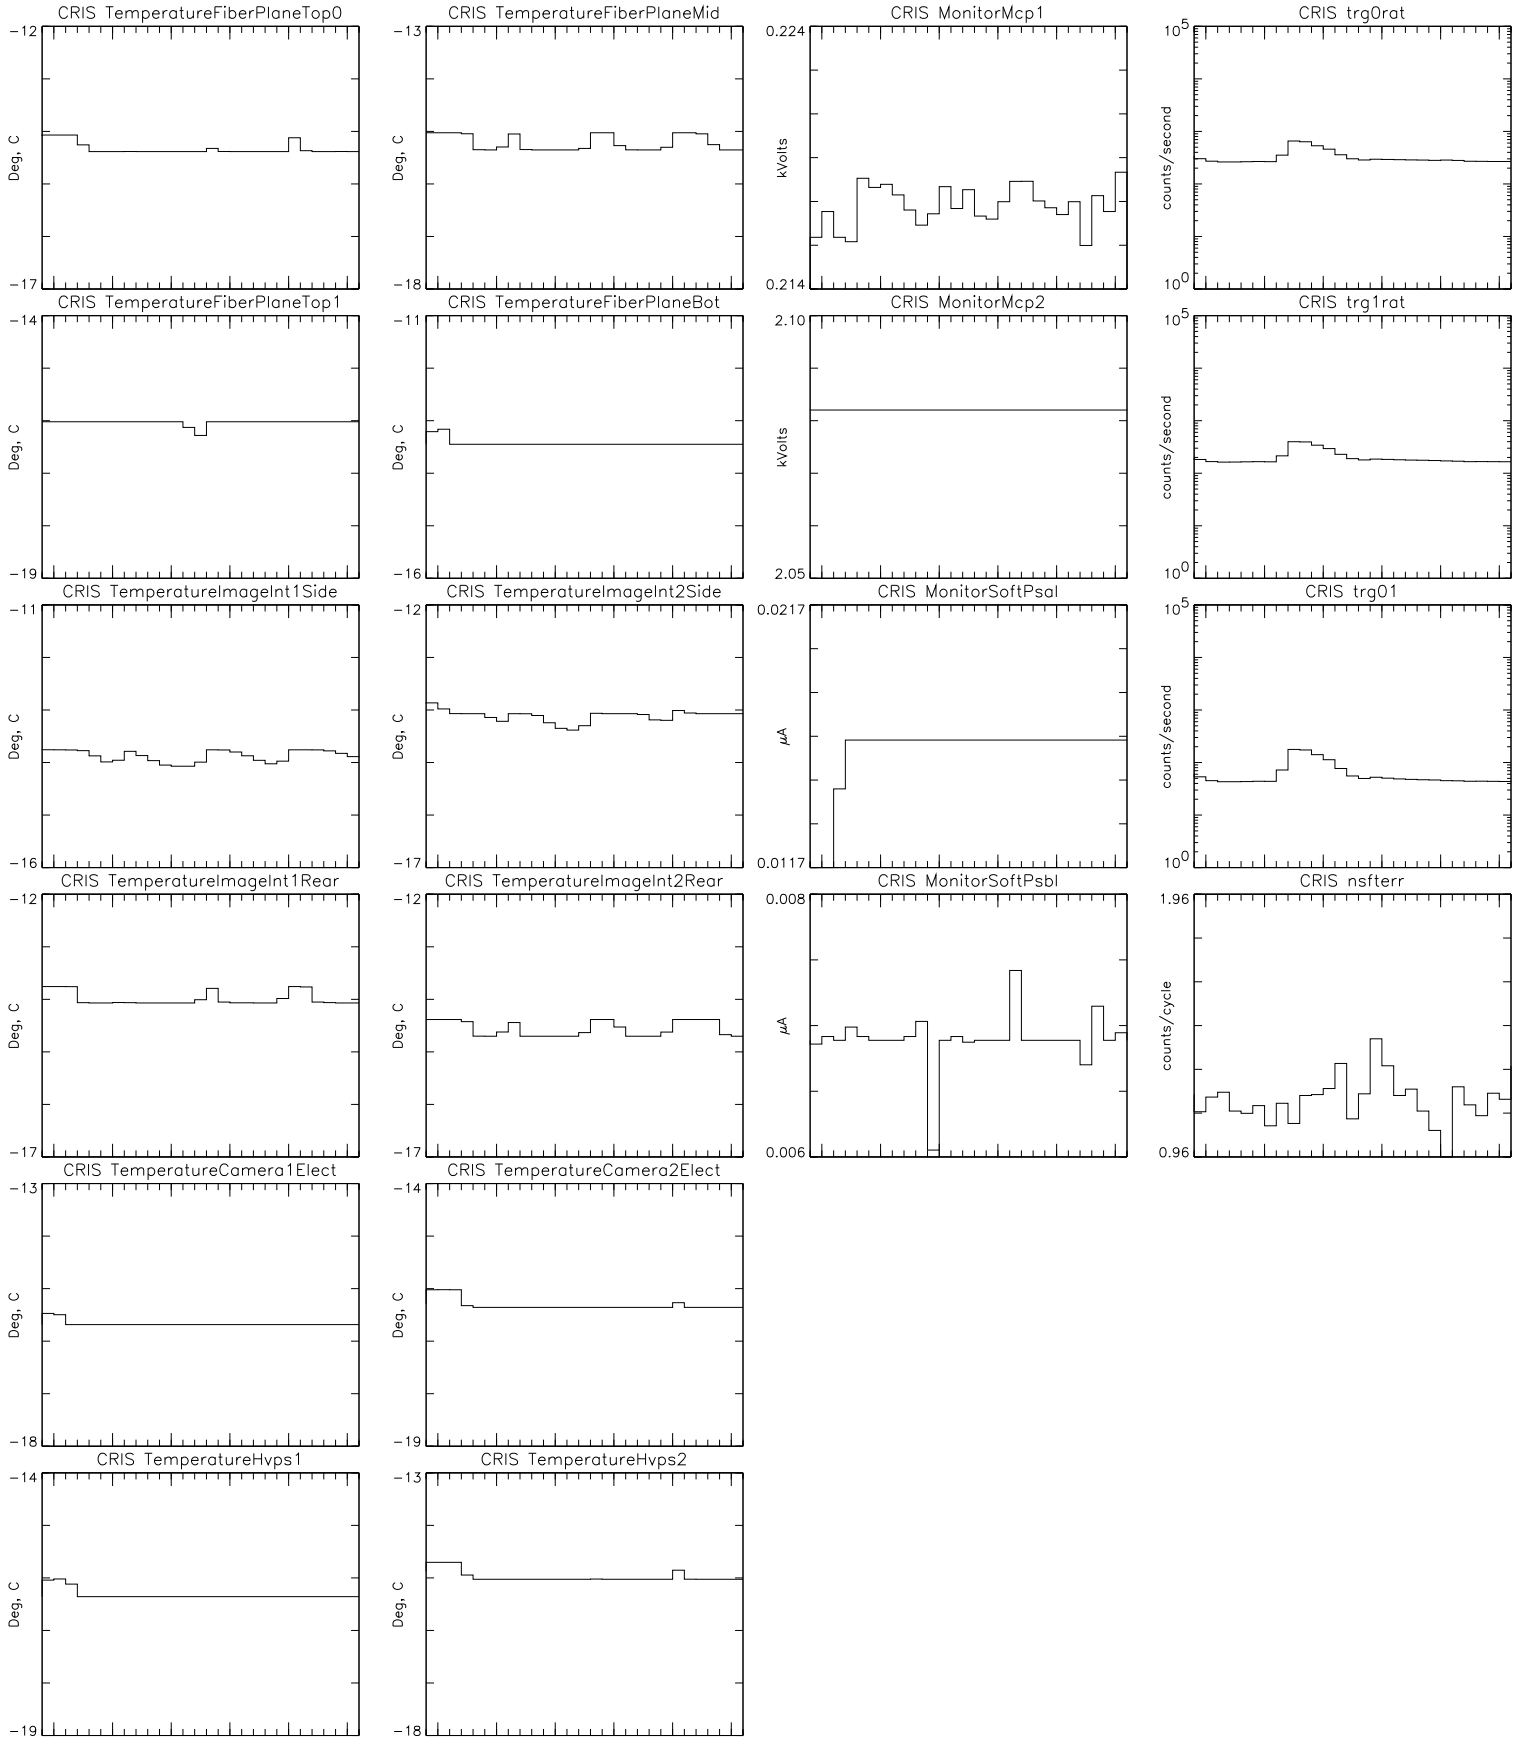 CRIS TemperatureFiberPlaneTop0
-12
Deg, C
-17
CRIS TemperatureFiberPlaneMid
-13
Deg, C
-18
CRIS MonitorMcp1
0.224
kVolts
0.214
CRIS trg0rat
10^5
counts/second
10^0
CRIS TemperatureFiberPlaneTop1
-14
Deg, C
-19
CRIS TemperatureFiberPlaneBot
-11
Deg, C
-16
CRIS MonitorMcp2
2.10
kVolts
2.05
CRIS trg1rat
10^5
counts/second
10^0
CRIS TemperatureImageInt1Side
-11
Deg, C
-16
CRIS TemperatureImageInt2Side
-12
Deg, C
-17
CRIS MonitorSoftPsaI
0.0217
μA
0.0117
CRIS trg01
10^5
counts/second
10^0
CRIS TemperatureImageInt1Rear
-12
Deg, C
-17
CRIS TemperatureImageInt2Rear
-12
Deg, C
-17
CRIS MonitorSoftPsbI
0.008
μA
0.006
CRIS nsfterr
1.96
counts/cycle
0.96
CRIS TemperatureCamera1Elect
-13
Deg, C
-18
CRIS TemperatureCamera2Elect
-14
Deg, C
-19
CRIS TemperatureHvps1
-14
Deg, C
-19
CRIS TemperatureHvps2
-13
Deg, C
-18